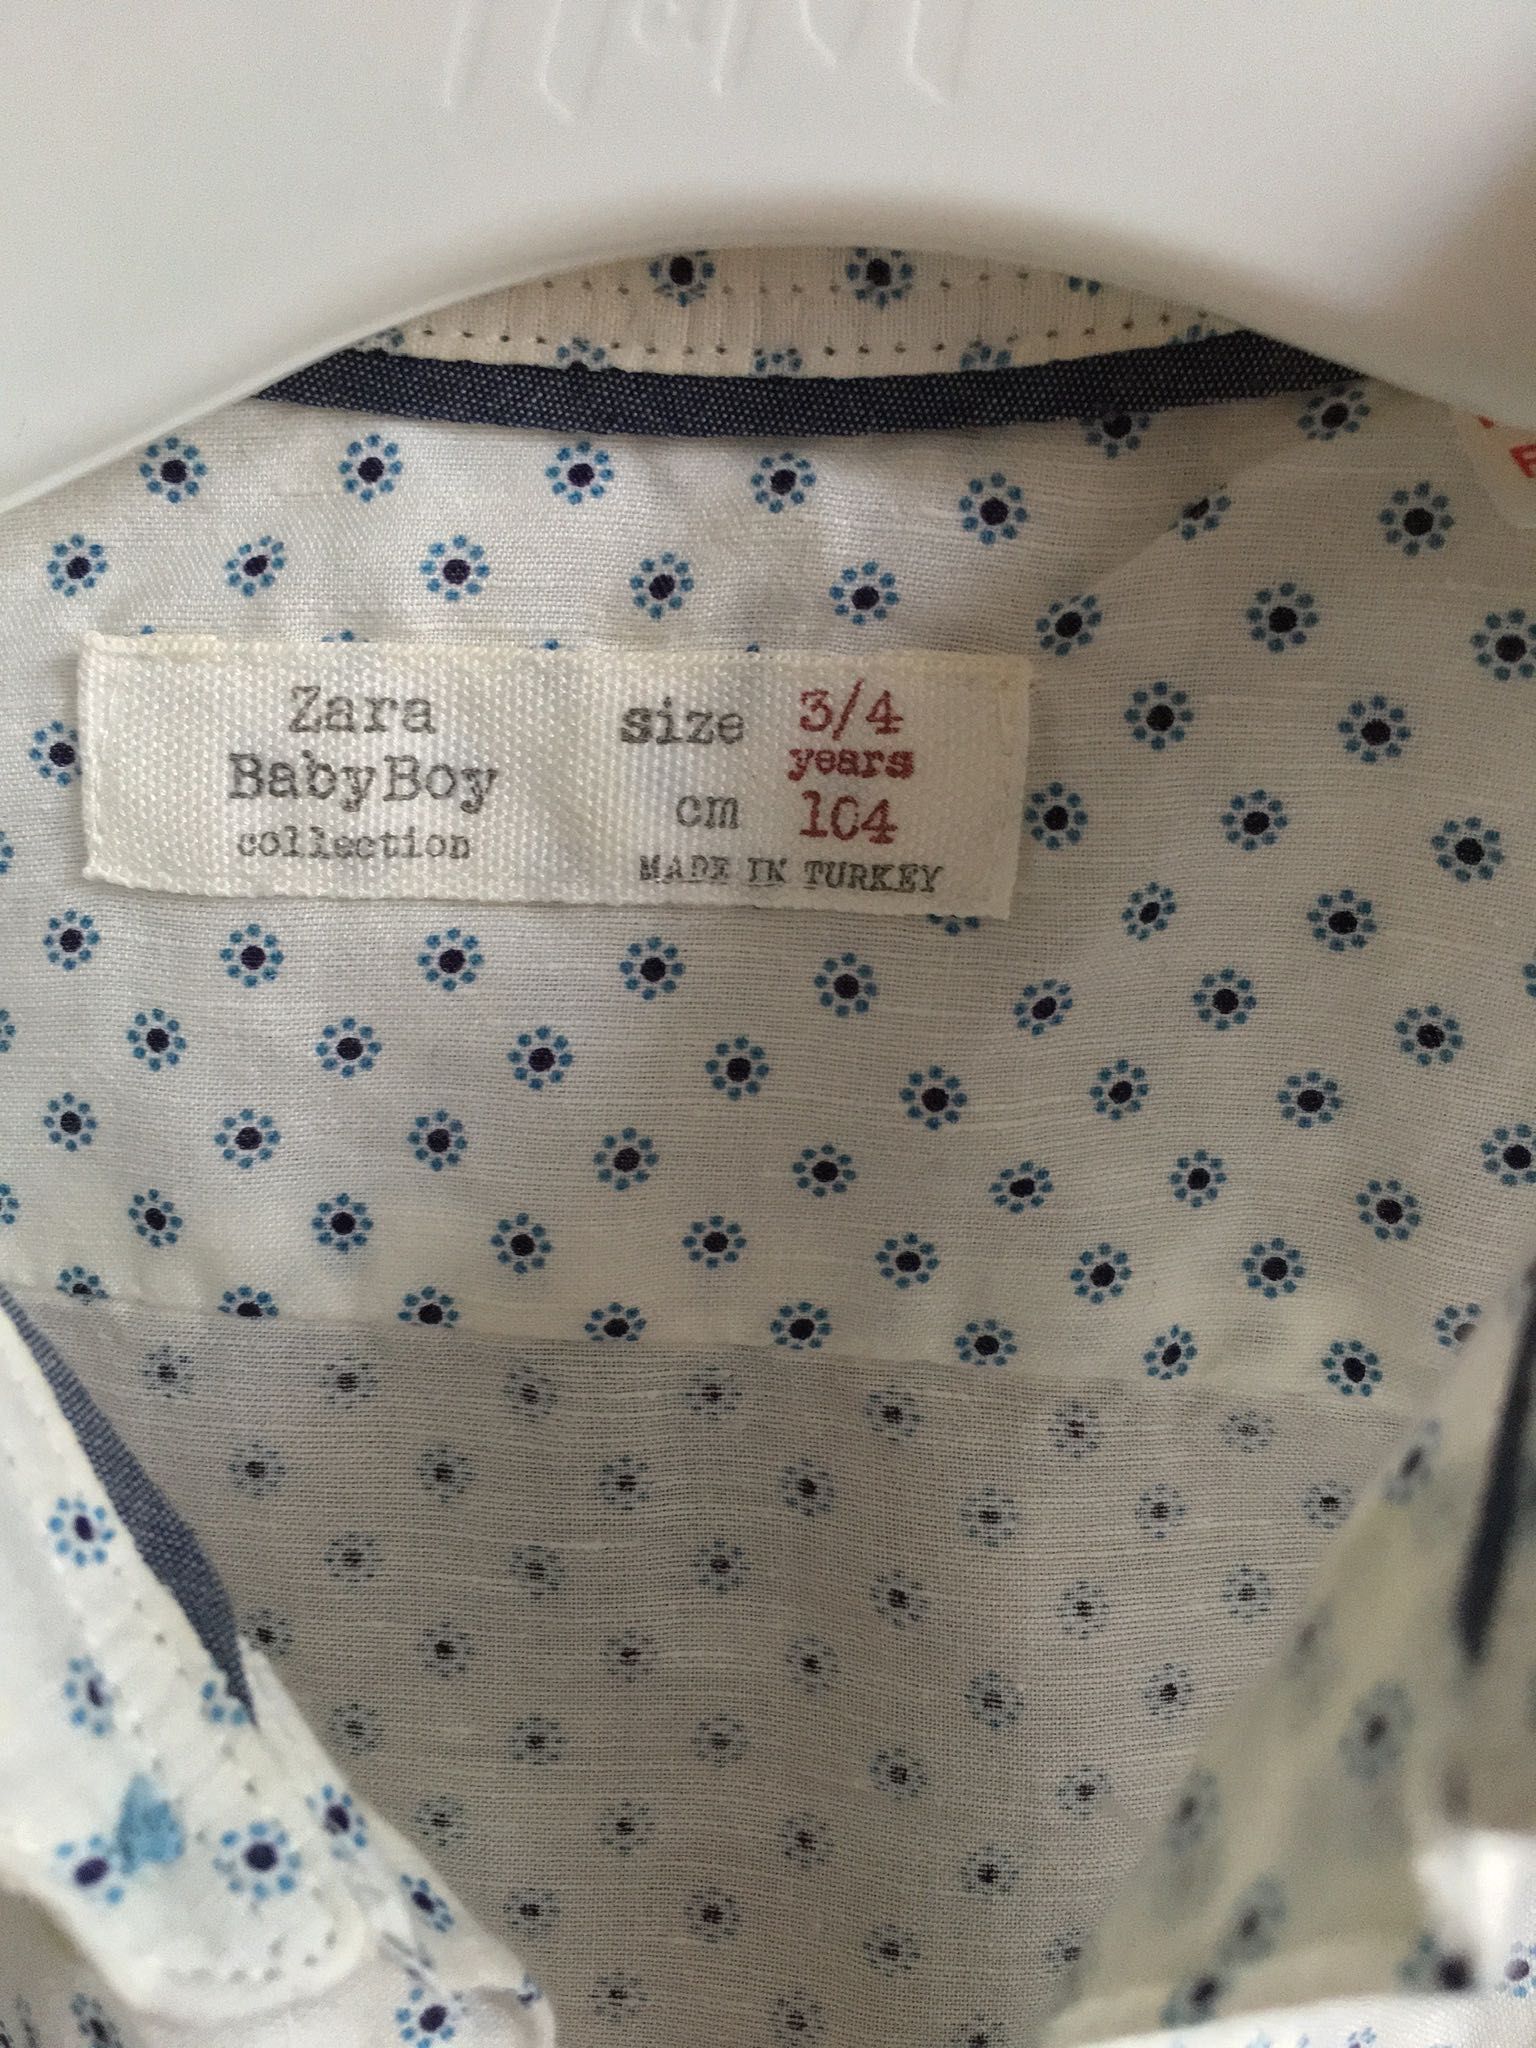 Zara
BabyBoy
collection
size 3/4
years
cm 104
MADE IN TURKEY